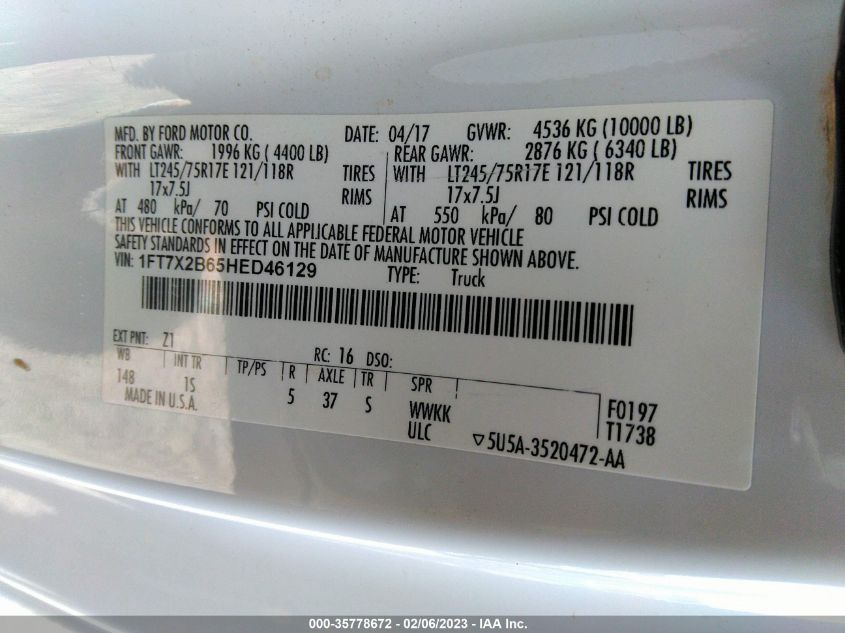 MFD. BY FORD MOTOR CO. DATE: 04/17 GVWR: 4536 KG (10000 LB)
FRONT GAWR: 1996 KG ( 4400 LB) REAR GAWR: 2876 KG ( 6340 LB)
WITH LT245/75R17E 121/118R TIRES WITH LT245/75R17E 121/118R TIRES
17x7.5J RIMS 17x7.5J RIMS
AT 480 kPa/ 70 PSI COLD AT 550 kPa/ 80 PSI COLD
THIS VEHICLE CONFORMS TO ALL APPLICABLE FEDERAL MOTOR VEHICLE
SAFETY STANDARDS IN EFFECT ON THE DATE OF MANUFACTURE SHOWN ABOVE.
VIN: 1FT7X2B65HED46129 TYPE: Truck
EXT PNT: Z1 RC: 16 DSO:
WB INT TR TP/PS R AXLE TR SPR
148 1S 5 37 S WWKK F0197
MADE IN U.S.A. ULC T1738
▽5U5A-3520472-AA
000-35778672 - 02/06/2023 - IAA Inc.